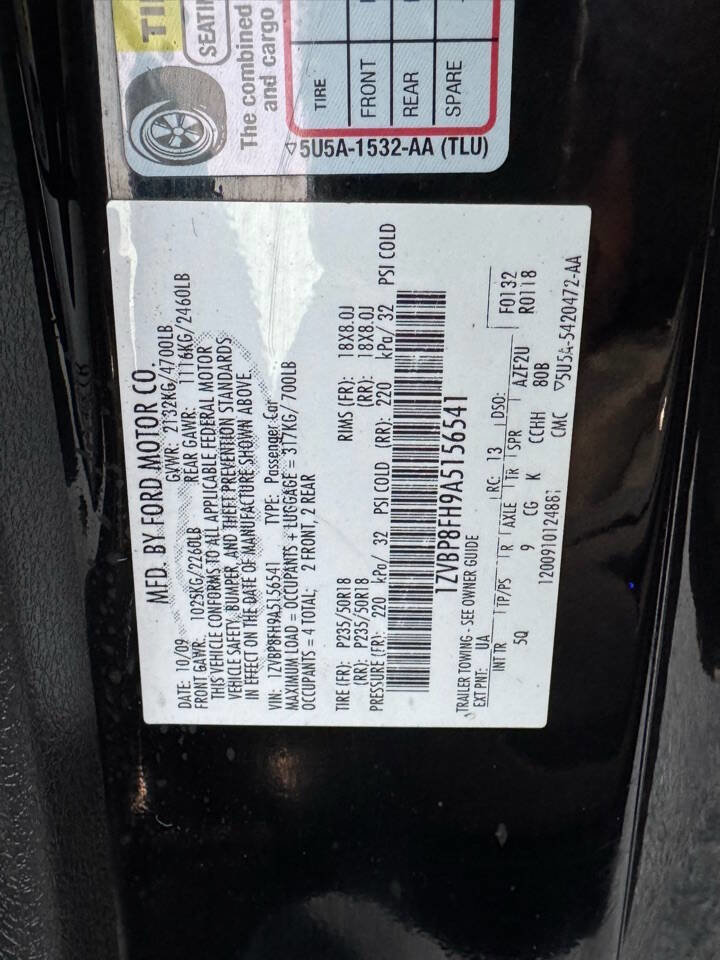 TI
SEATIN
The combined
and cargo
TIRE
FRONT
REAR
SPARE
◁ 5U5A-1532-AA (TLU)
MFD. BY FORD MOTOR CO.
DATE: 10/09 GVWR: 2132KG/4700LB
FRONT GAWR: 1025KG/2260LB REAR GAWR: 1116KG/2460LB
THIS VEHICLE CONFORMS TO ALL APPLICABLE FEDERAL MOTOR
VEHICLE SAFETY, BUMPER, AND THEFT PREVENTION STANDARDS
IN EFFECT ON THE DATE OF MANUFACTURE SHOWN ABOVE.
VIN: 1ZVBP8FH9A5156541 TYPE: Passenger Car
MAXIMUM LOAD = OCCUPANTS + LUGGAGE = 317KG/ 700LB
OCCUPANTS = 4 TOTAL: 2 FRONT, 2 REAR
TIRE (FR): P235/50R18 RIMS (FR): 18X8.0J
(RR): P235/50R18 (RR): 18X8.0J
PRESSURE (FR): 220 kPa/ 32 PSI COLD (RR): 220 kPa/ 32 PSI COLD
1ZVBP8FH9A5156541
TRAILER TOWING - SEE OWNER GUIDE
EXT PNT: UA RC: 13 DSO: F0132
INT TR TP/PS R AXLE TR SPR AZF2U R0118
5Q 9 CG K CCHH 80B
1200910124881 CMC ▽5U5A-5420472-AA